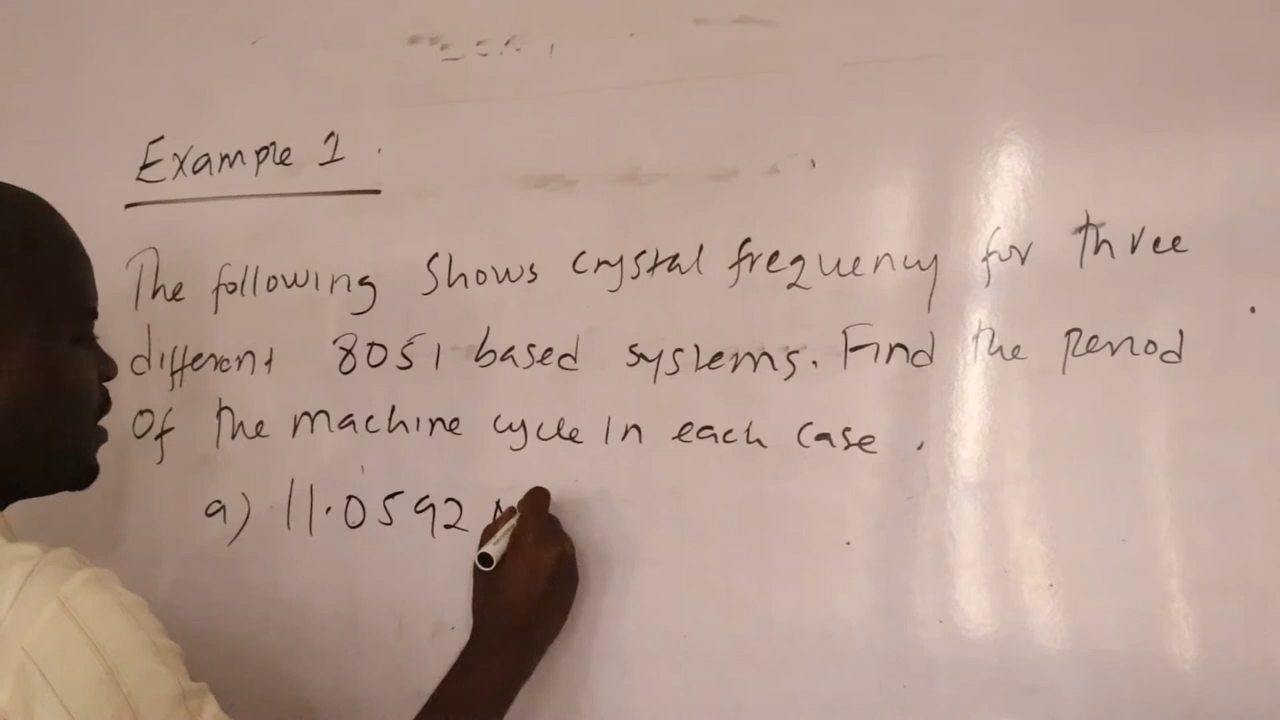 Example 1.
The following Shows crystal frequency for three
different 8051 based systems. Find the period
Of the machine cycle in each case.
a) 11.0592